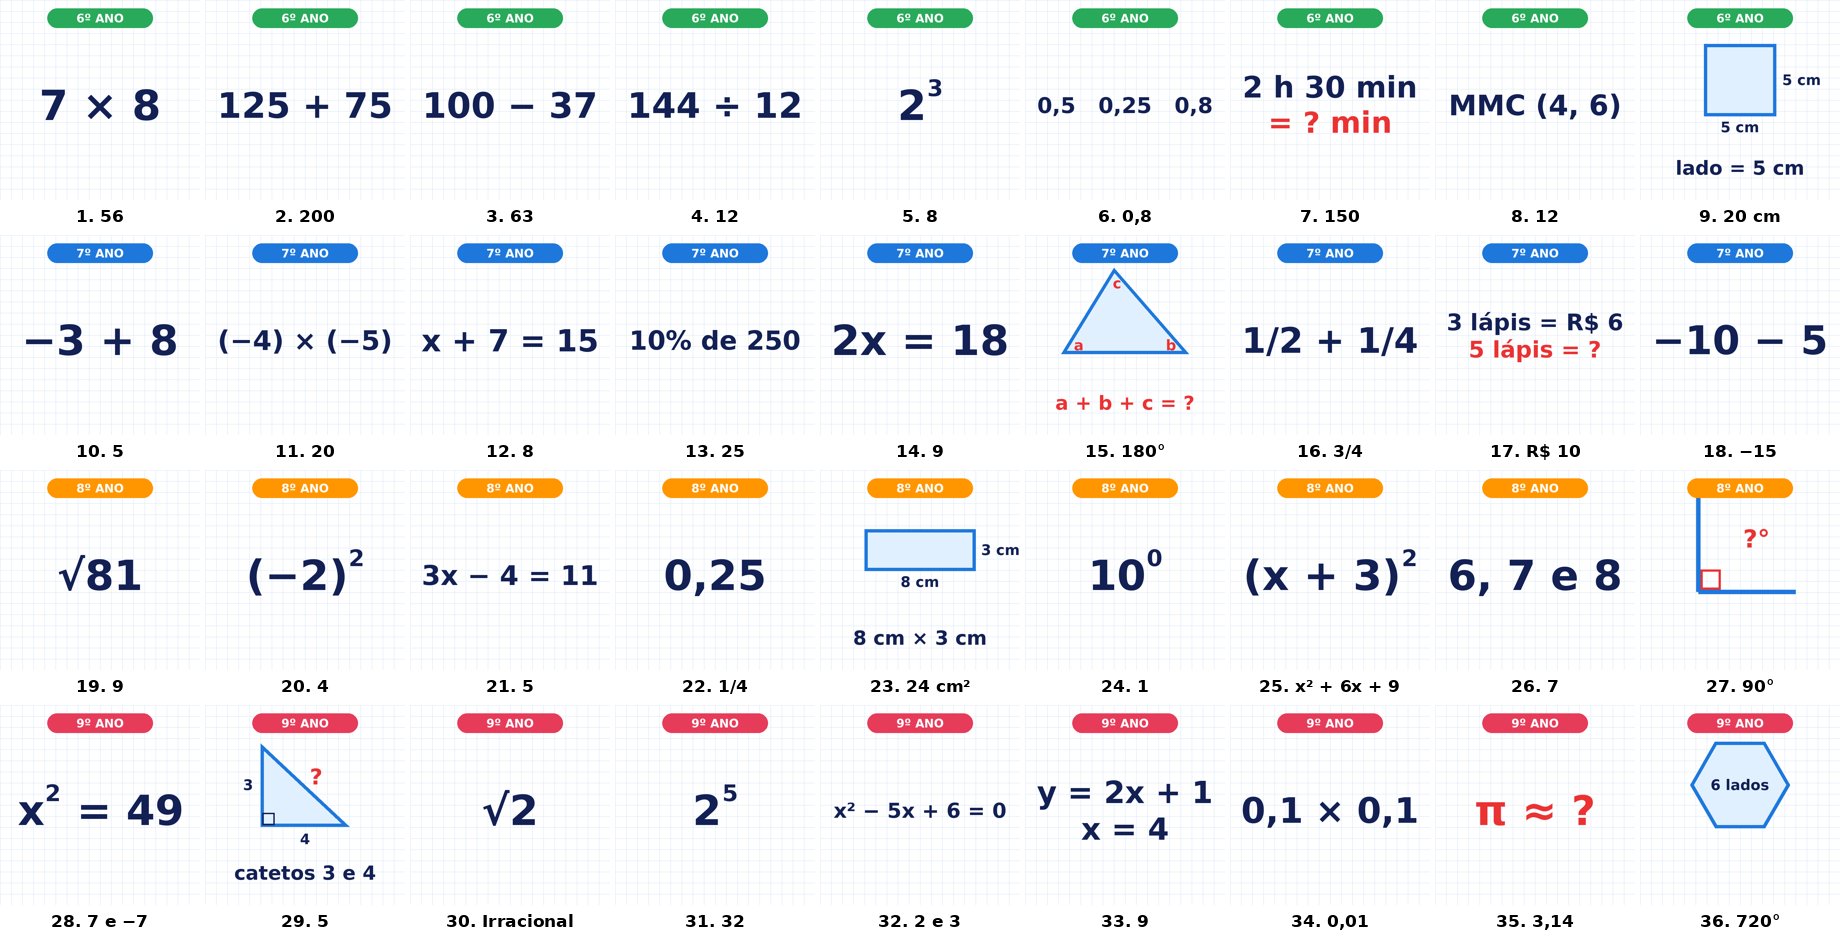 6º ANO
7 × 8
1. 56
6º ANO
125 + 75
2. 200
6º ANO
100 − 37
3. 63
6º ANO
144 ÷ 12
4. 12
6º ANO
2³
5. 8
6º ANO
0,5 0,25 0,8
6. 0,8
6º ANO
2 h 30 min
= ? min
7. 150
6º ANO
MMC (4, 6)
8. 12
6º ANO
5 cm
5 cm
lado = 5 cm
9. 20 cm
7º ANO
−3 + 8
10. 5
7º ANO
(−4) × (−5)
11. 20
7º ANO
x + 7 = 15
12. 8
7º ANO
10% de 250
13. 25
7º ANO
2x = 18
14. 9
7º ANO
c
a b
a + b + c = ?
15. 180°
7º ANO
1/2 + 1/4
16. 3/4
7º ANO
3 lápis = R$ 6
5 lápis = ?
17. R$ 10
7º ANO
−10 − 5
18. −15
8º ANO
√81
19. 9
8º ANO
(−2)²
20. 4
8º ANO
3x − 4 = 11
21. 5
8º ANO
0,25
22. 1/4
8º ANO
3 cm
8 cm
8 cm × 3 cm
23. 24 cm²
8º ANO
10⁰
24. 1
8º ANO
(x + 3)²
25. x² + 6x + 9
8º ANO
6, 7 e 8
26. 7
8º ANO
?°
27. 90°
9º ANO
x² = 49
28. 7 e −7
9º ANO
3
?
4
catetos 3 e 4
29. 5
9º ANO
√2
30. Irracional
9º ANO
2⁵
31. 32
9º ANO
x² − 5x + 6 = 0
32. 2 e 3
9º ANO
y = 2x + 1
x = 4
33. 9
9º ANO
0,1 × 0,1
34. 0,01
9º ANO
π ≈ ?
35. 3,14
9º ANO
6 lados
36. 720°